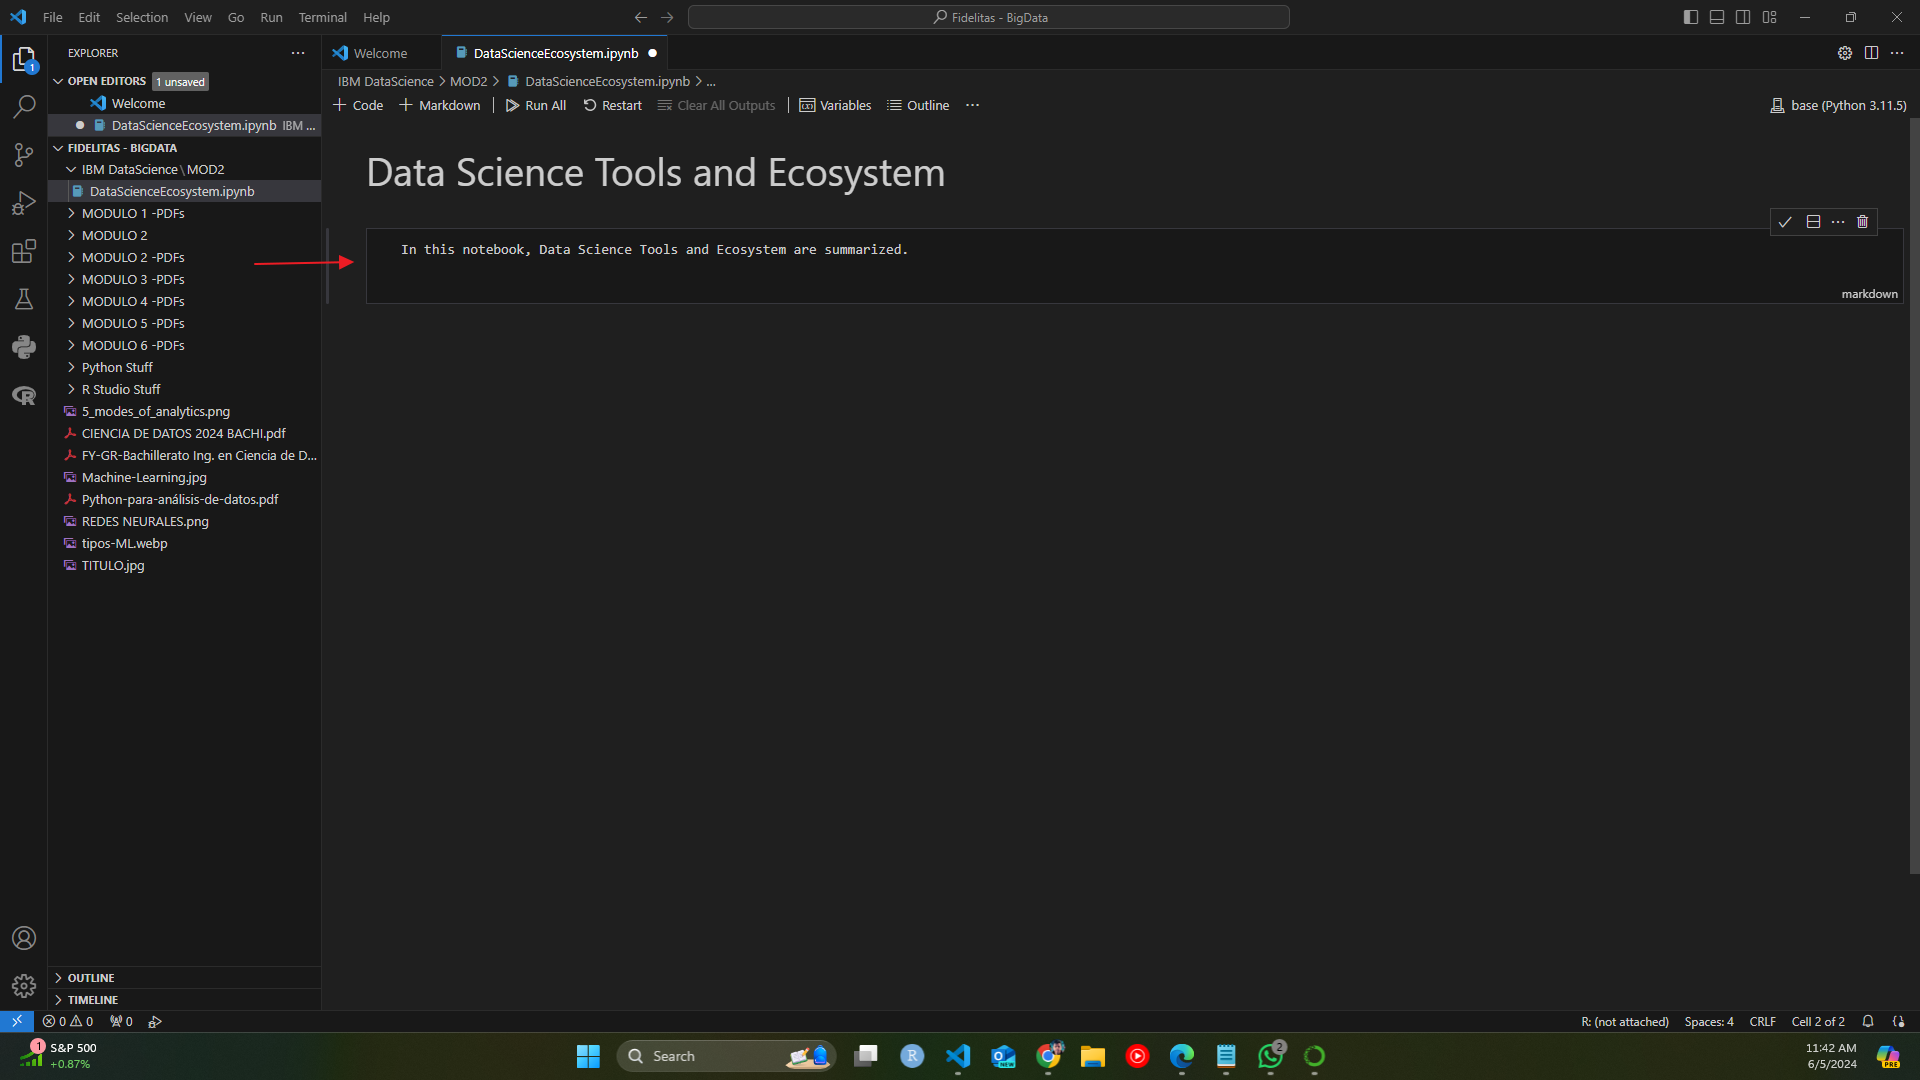 File Edit Selection View Go Run Terminal Help
Fidelitas - BigData
EXPLORER
1
OPEN EDITORS 1 unsaved
Welcome
DataScienceEcosystem.ipynb IBM ...
FIDELITAS - BIGDATA
IBM DataScience\MOD2
DataScienceEcosystem.ipynb
MODULO 1 -PDFs
MODULO 2
MODULO 2 -PDFs
MODULO 3 -PDFs
MODULO 4 -PDFs
MODULO 5 -PDFs
MODULO 6 -PDFs
Python Stuff
R Studio Stuff
5_modes_of_analytics.png
CIENCIA DE DATOS 2024 BACHI.pdf
FY-GR-Bachillerato Ing. en Ciencia de D...
Machine-Learning.jpg
Python-para-análisis-de-datos.pdf
REDES NEURALES.png
tipos-ML.webp
TITULO.jpg
OUTLINE
TIMELINE
Welcome DataScienceEcosystem.ipynb
IBM DataScience > MOD2 > DataScienceEcosystem.ipynb > ...
+ Code + Markdown Run All Restart Clear All Outputs Variables Outline ...
base (Python 3.11.5)
Data Science Tools and Ecosystem
In this notebook, Data Science Tools and Ecosystem are summarized.
markdown
0 0 0
R: (not attached) Spaces: 4 CRLF Cell 2 of 2
1
S&P 500
+0.87%
Search
R
NEW
2
11:42 AM
6/5/2024
PRE